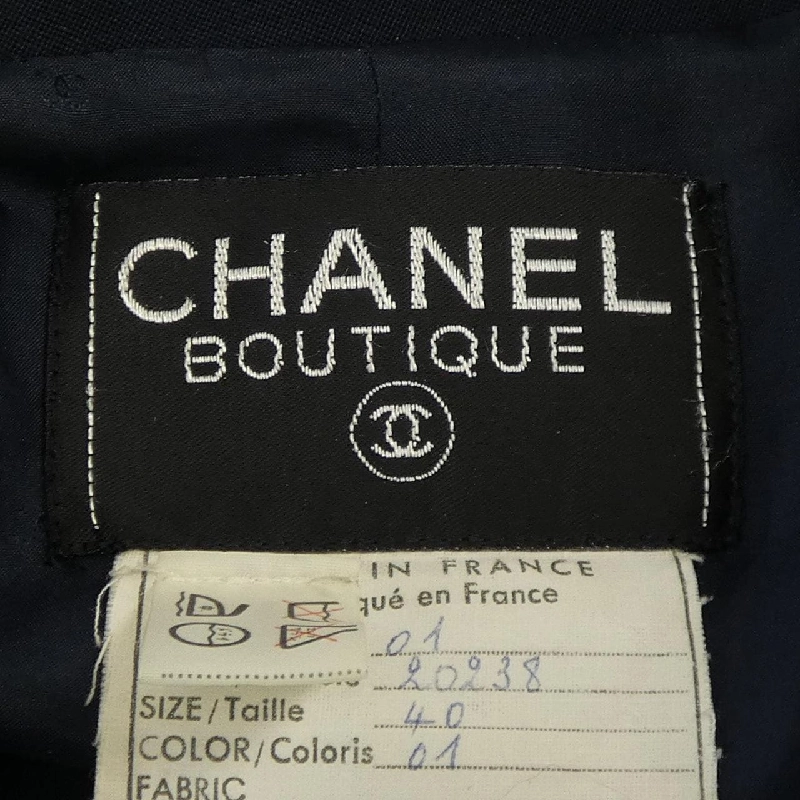 CHANEL
BOUTIQUE
IN FRANCE
qué en France
01
20238
SIZE/Taille 40
COLOR/Coloris 01
FABRIC